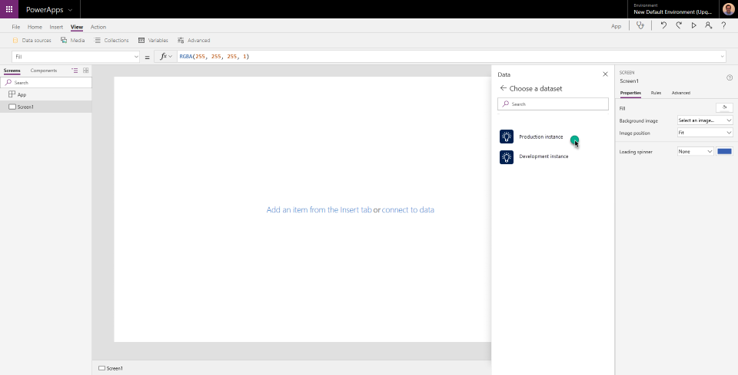 PowerApps
Environment
New Default Environment (Upg...
File Home Insert View Action
App
Data sources Media Collections Variables Advanced
Fill = fx RGBA(255, 255, 255, 1)
Screens Components
Search
App
Screen1
Add an item from the Insert tab or connect to data
Screen1
Data
Choose a dataset
Search
Production instance
Development instance
SCREEN
Screen1
Properties Rules Advanced
Fill
Background image Select an image...
Image position Fit
Loading spinner None